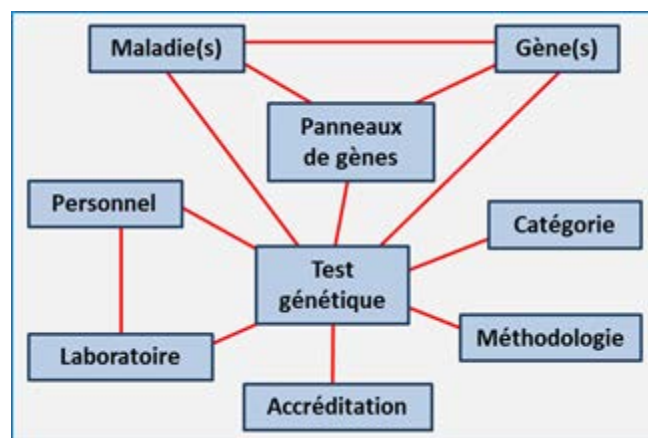 Maladie(s)
Gène(s)
Panneaux
de gènes
Personnel
Catégorie
Test
génétique
Laboratoire
Méthodologie
Accréditation